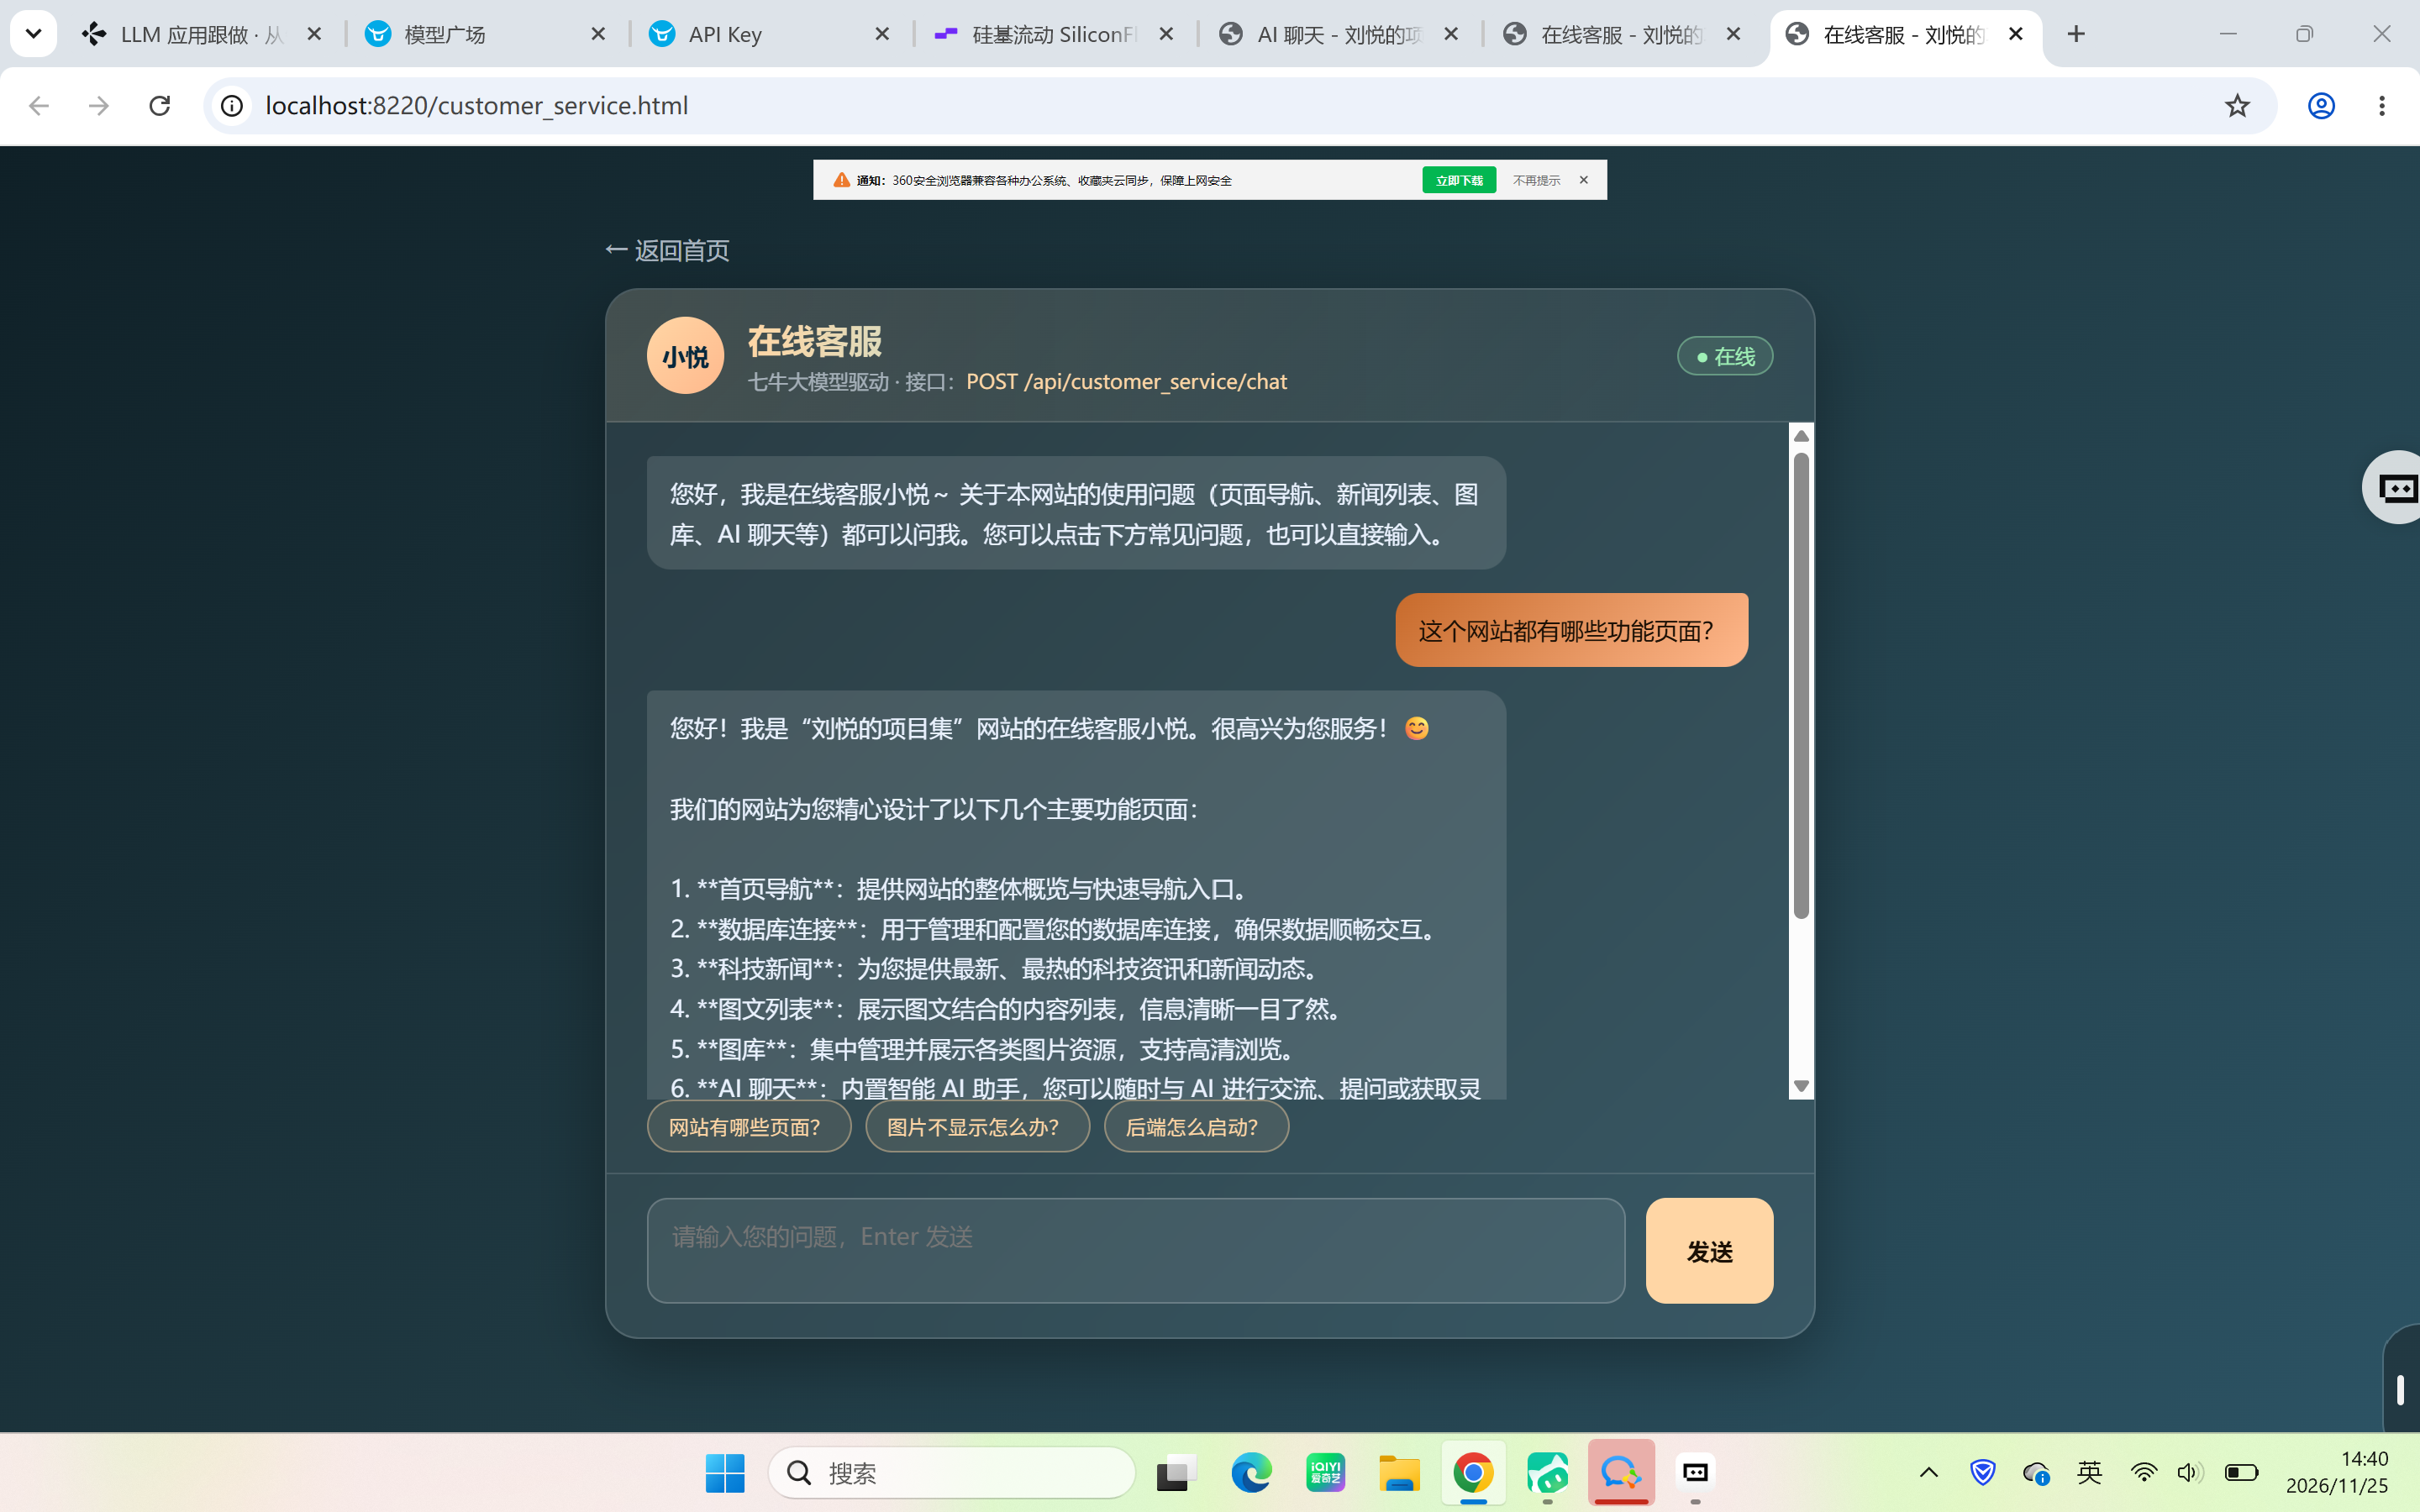 LLM 应用跟做 · 从
模型广场
API Key
硅基流动 SiliconFl
AI 聊天 - 刘悦的项
在线客服 - 刘悦的
在线客服 - 刘悦的
localhost:8220/customer_service.html
通知：360安全浏览器兼容各种办公系统、收藏夹云同步，保障上网安全
立即下载
不再提示
← 返回首页
小悦
在线客服
七牛大模型驱动 · 接口：POST /api/customer_service/chat
● 在线
您好，我是在线客服小悦～ 关于本网站的使用问题（页面导航、新闻列表、图
库、AI 聊天等）都可以问我。您可以点击下方常见问题，也可以直接输入。
这个网站都有哪些功能页面？
您好！我是“刘悦的项目集”网站的在线客服小悦。很高兴为您服务！😊
我们的网站为您精心设计了以下几个主要功能页面：
1. **首页导航**：提供网站的整体概览与快速导航入口。
2. **数据库连接**：用于管理和配置您的数据库连接，确保数据顺畅交互。
3. **科技新闻**：为您提供最新、最热的科技资讯和新闻动态。
4. **图文列表**：展示图文结合的内容列表，信息清晰一目了然。
5. **图库**：集中管理并展示各类图片资源，支持高清浏览。
6. **AI 聊天**：内置智能 AI 助手，您可以随时与 AI 进行交流、提问或获取灵
网站有哪些页面？
图片不显示怎么办？
后端怎么启动？
请输入您的问题，Enter 发送
发送
搜索
iQIYI
爱奇艺
英
14:40
2026/11/25